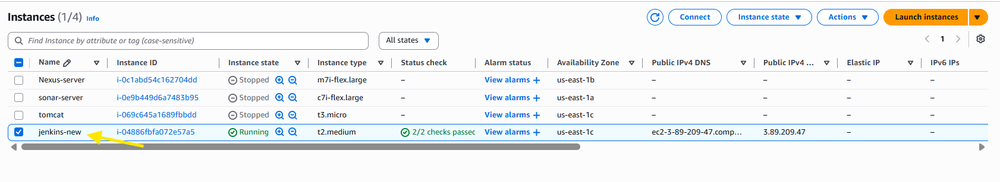 Instances (1/4) Info Connect Instance state Actions Launch instances
Find Instance by attribute or tag (case-sensitive) All states 1
Name Instance ID Instance state Instance type Status check Alarm status Availability Zone Public IPv4 DNS Public IPv4 ... Elastic IP IPv6 IPs
Nexus-server i-0c1abd54c162704dd Stopped m7i-flex.large – View alarms + us-east-1b – – – –
sonar-server i-0e9b449d6a7483b95 Stopped c7i-flex.large – View alarms + us-east-1a – – – –
tomcat i-069c645a1689fbbdd Stopped t3.micro – View alarms + us-east-1c – – – –
jenkins-new i-04886fbfa072e57a5 Running t2.medium 2/2 checks passec View alarms + us-east-1c ec2-3-89-209-47.comp... 3.89.209.47 – –